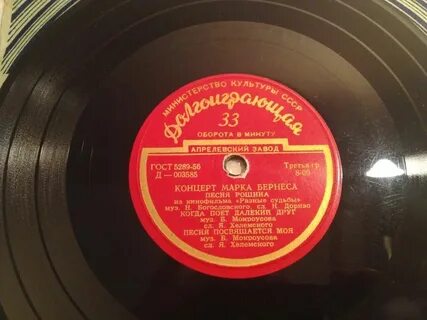 МИНИСТЕРСТВО КУЛЬТУРЫ СССР
Долгоиграющая
33
ОБОРОТА В МИНУТУ
АПРЕЛЕВСКИЙ ЗАВОД
ГОСТ 5289-56
Д—003585
Третья гр.
8-00
КОНЦЕРТ МАРКА БЕРНЕСА
ПЕСНЯ РОЩИНА
из кинофильма «Разные судьбы»
муз. Н. Богословского, сл. Н. Доризо
КОГДА ПОЕТ ДАЛЕКИЙ ДРУГ
муз. Б. Мокроусова
сл. Я. Хелемского
ПЕСНЯ ПОСВЯЩАЕТСЯ МОЯ
муз. Б. Мокроусова
сл. Я. Хелемского